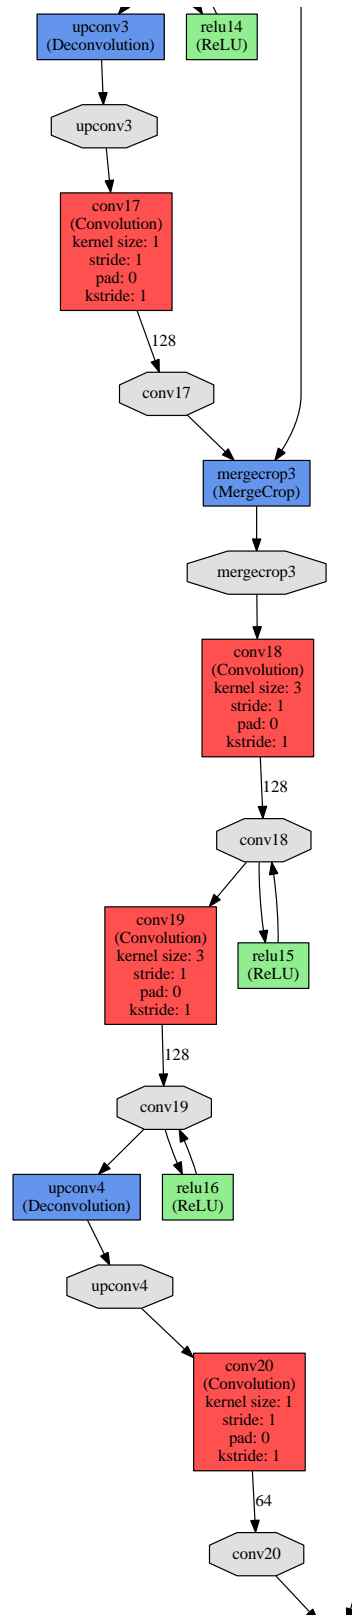 upconv3
(Deconvolution)
relu14
(ReLU)
upconv3
conv17
(Convolution)
kernel size: 1
stride: 1
pad: 0
kstride: 1
128
conv17
mergecrop3
(MergeCrop)
mergecrop3
conv18
(Convolution)
kernel size: 3
stride: 1
pad: 0
kstride: 1
128
conv18
conv19
(Convolution)
kernel size: 3
stride: 1
pad: 0
kstride: 1
relu15
(ReLU)
128
conv19
upconv4
(Deconvolution)
relu16
(ReLU)
upconv4
conv20
(Convolution)
kernel size: 1
stride: 1
pad: 0
kstride: 1
64
conv20